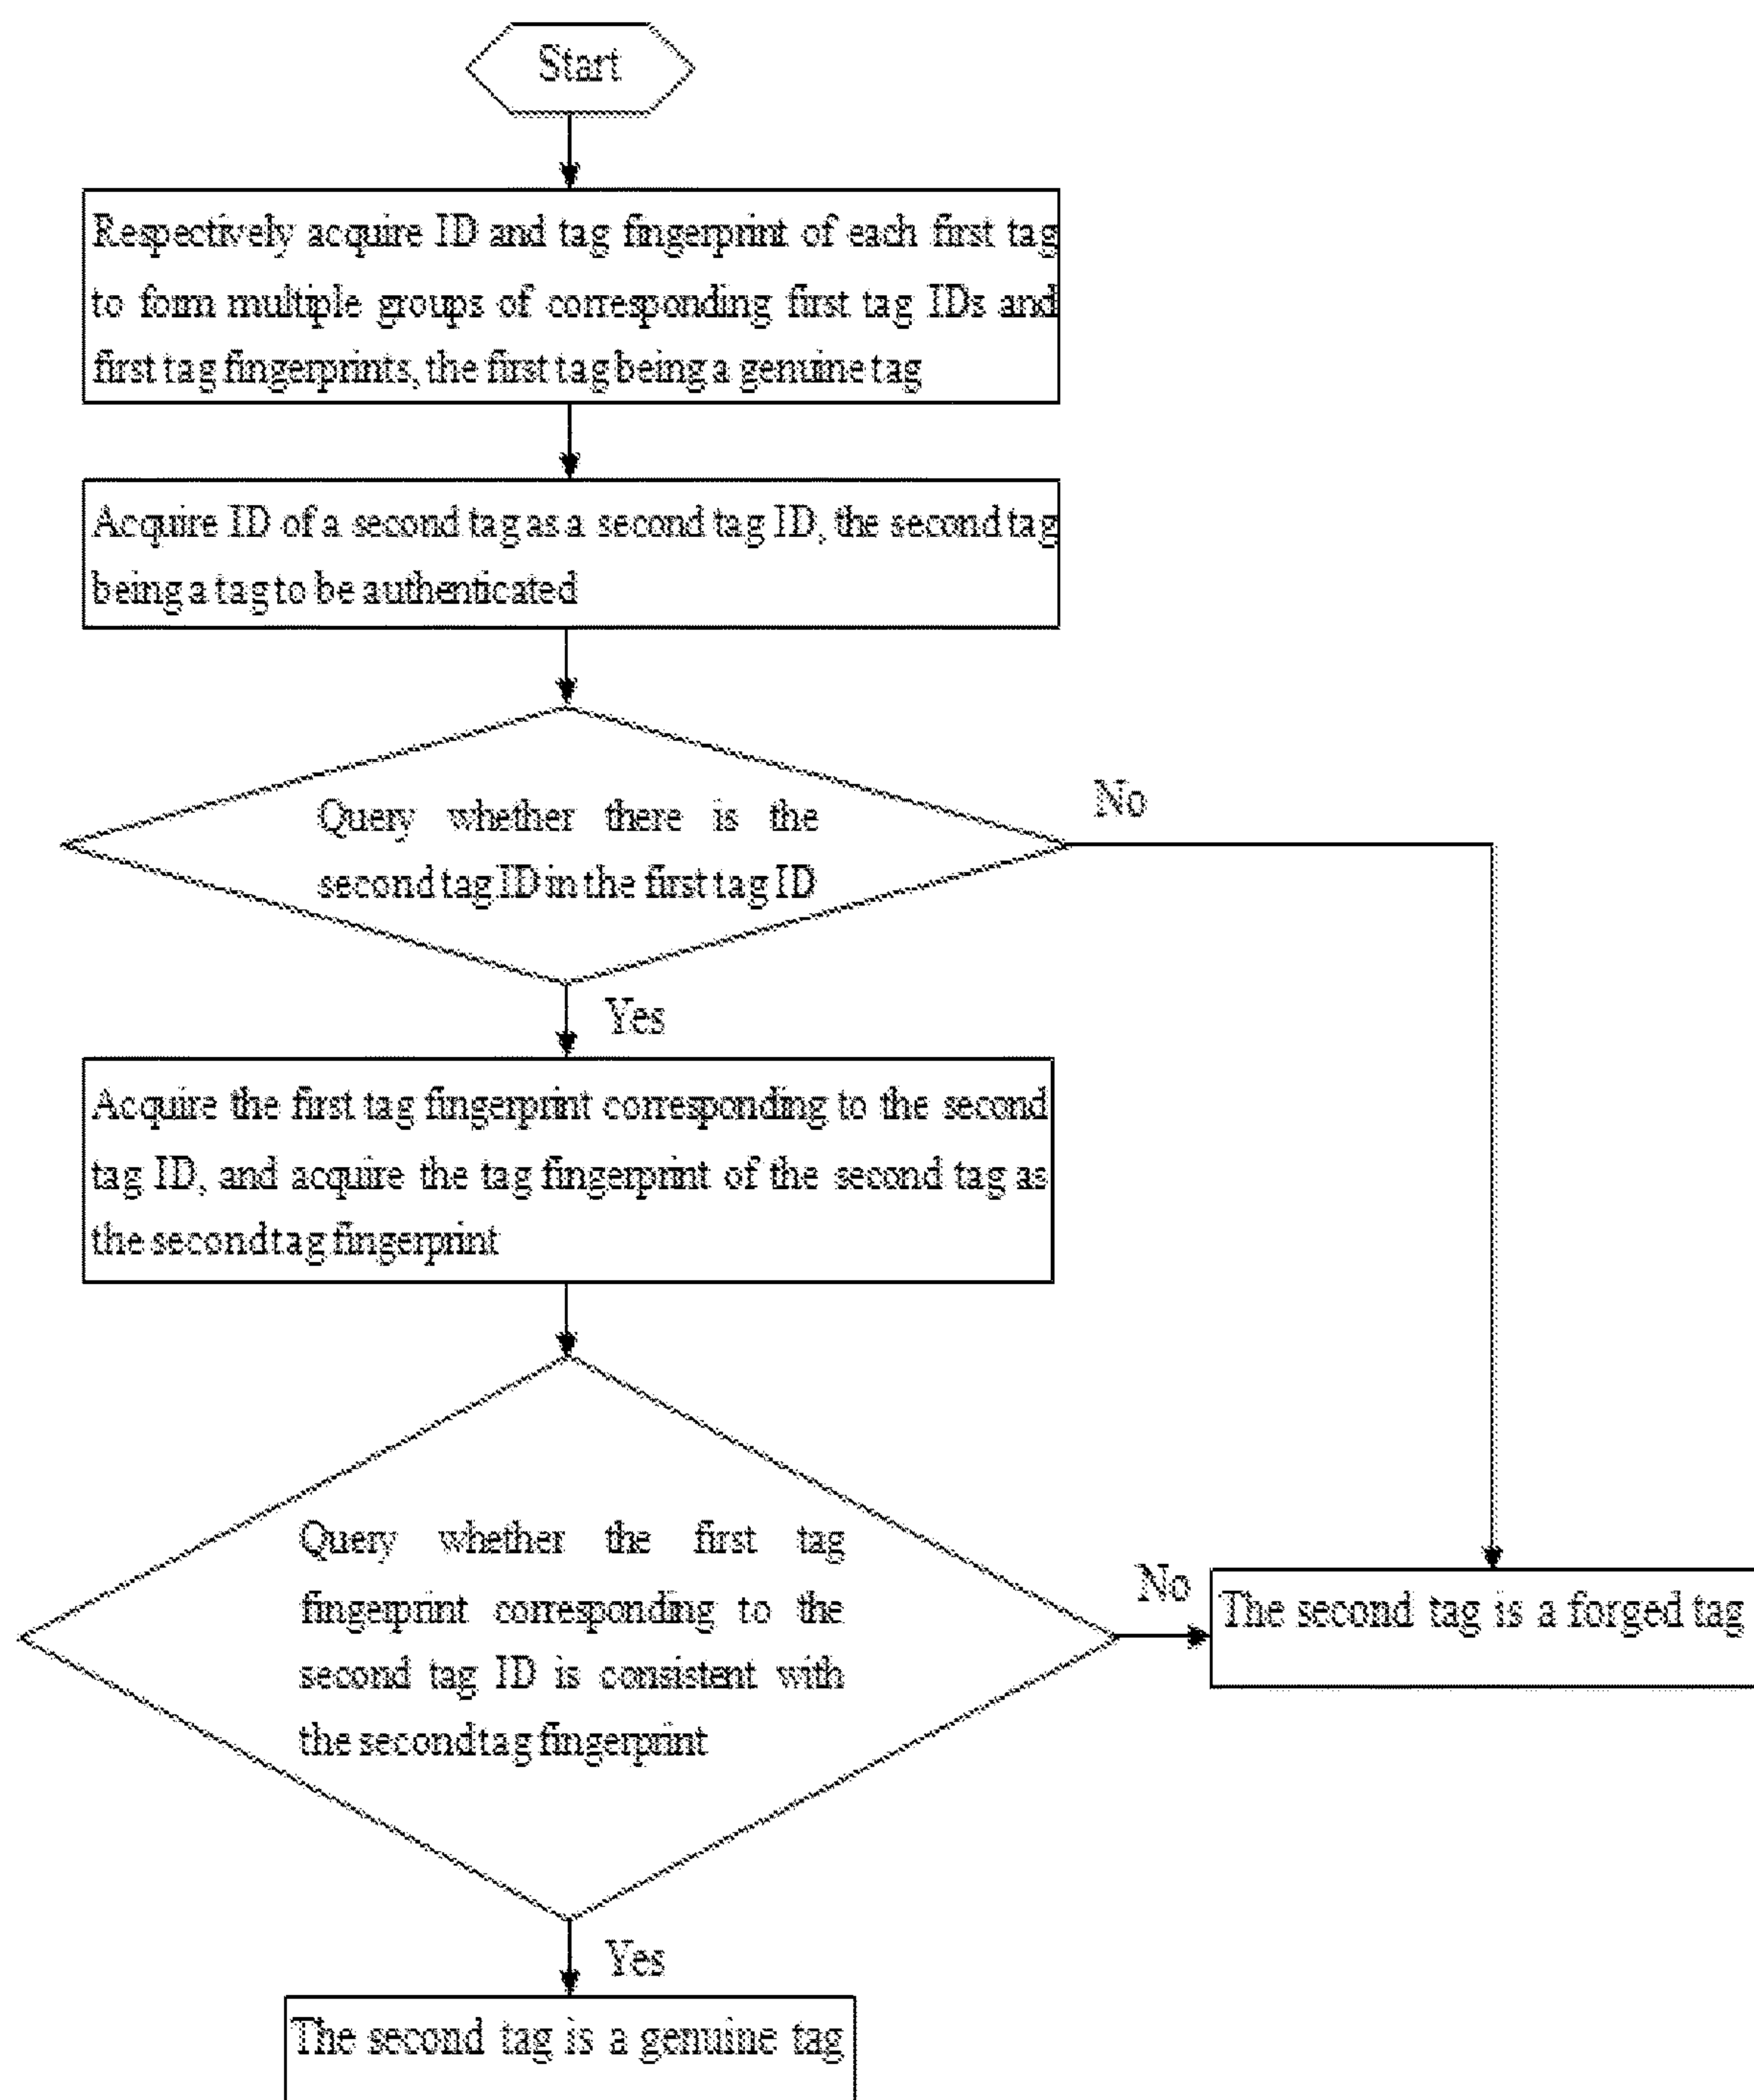 Start
Respectively acquire ID and tag fingerprint of each first tag
to form multiple groups of corresponding first tag IDs and
first tag fingerprints, the first tag being a genuine tag
Acquire ID of a second tag as a second tag ID, the second tag
being a tag to be authenticated
Query whether there is the
second tag ID in the first tag ID
No
Yes
Acquire the first tag fingerprint corresponding to the second
tag ID, and acquire the tag fingerprint of the second tag as
the second tag fingerprint
Query whether the first tag
fingerprint corresponding to the
second tag ID is consistent with
the second tag fingerprint
No
The second tag is a forged tag
Yes
The second tag is a genuine tag